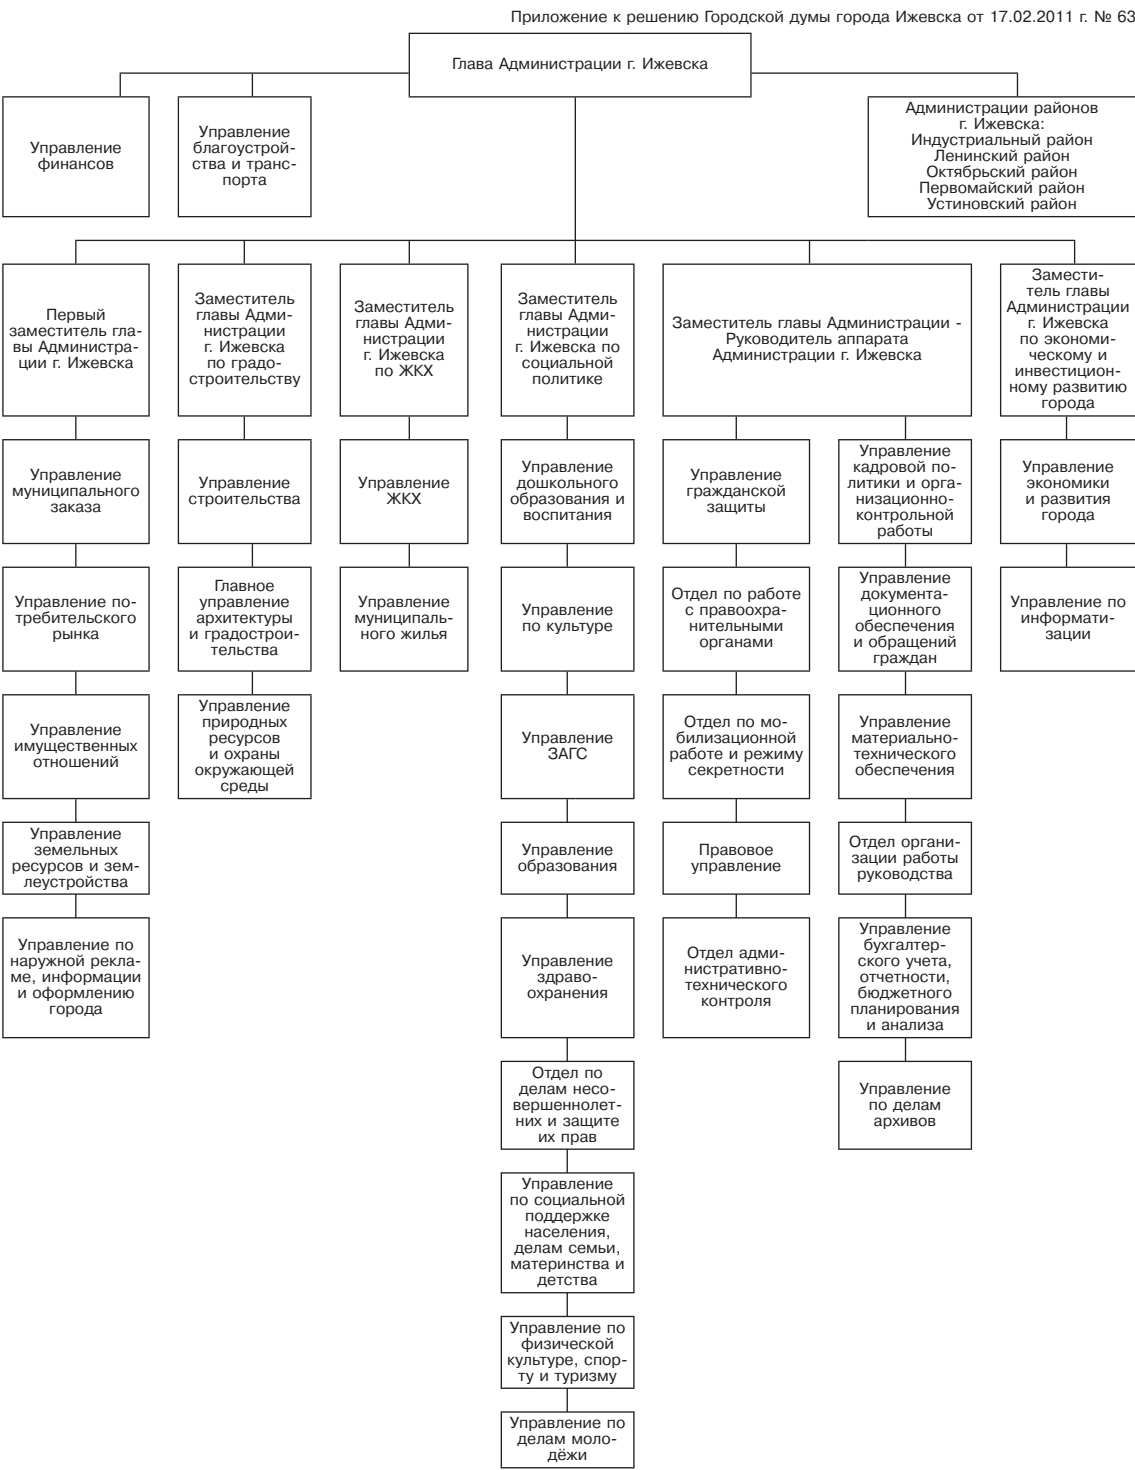 Приложение к решению Городской думы города Ижевска от 17.02.2011 г. № 63
Глава Администрации г. Ижевска
Управление
финансов
Управление
благоустрой-
ства и транс-
порта
Администрации районов
г. Ижевска:
Индустриальный район
Ленинский район
Октябрьский район
Первомайский район
Устиновский район
Первый
заместитель гла-
вы Администра-
ции г. Ижевска
Заместитель
главы Адми-
нистрации
г. Ижевска
по градо-
строительству
Заместитель
главы Адми-
нистрации
г. Ижевска
по ЖКХ
Заместитель
главы Адми-
нистрации
г. Ижевска по
социальной
политике
Заместитель главы Администрации -
Руководитель аппарата
Администрации г. Ижевска
Замести-
тель главы
Администрации
г. Ижевска
по экономи-
ческому и
инвестицион-
ному развитию
города
Управление
муниципального
заказа
Управление
строительства
Управление
ЖКХ
Управление
дошкольного
образования и
воспитания
Управление
гражданской
защиты
Управление
кадровой по-
литики и орга-
низационно-
контрольной
работы
Управление
экономики
и развития
города
Управление по-
требительского
рынка
Главное
управление
архитектуры
и градострои-
тельства
Управление
муниципаль-
ного жилья
Управление
по культуре
Отдел по работе
с правоохра-
нительными
органами
Управление
документа-
ционного
обеспечения
и обращений
граждан
Управление по
информати-
зации
Управление
имущественных
отношений
Управление
природных
ресурсов
и охраны
окружающей
среды
Управление
ЗАГС
Отдел по мо-
билизационной
работе и режиму
секретности
Управление
материально-
технического
обеспечения
Управление
земельных
ресурсов и зем-
леустройства
Управление
образования
Правовое
управление
Отдел органи-
зации работы
руководства
Управление по
наружной рекла-
ме, информации
и оформлению
города
Управление
здраво-
охранения
Отдел адми-
нистративно-
технического
контроля
Управление
бухгалтер-
ского учета,
отчетности,
бюджетного
планирования
и анализа
Отдел по
делам несо-
вершеннолет-
них и защите
их прав
Управление
по делам
архивов
Управление
по социальной
поддержке
населения,
делам семьи,
материнства и
детства
Управление по
физической
культуре, спор-
ту и туризму
Управление по
делам моло-
дёжи